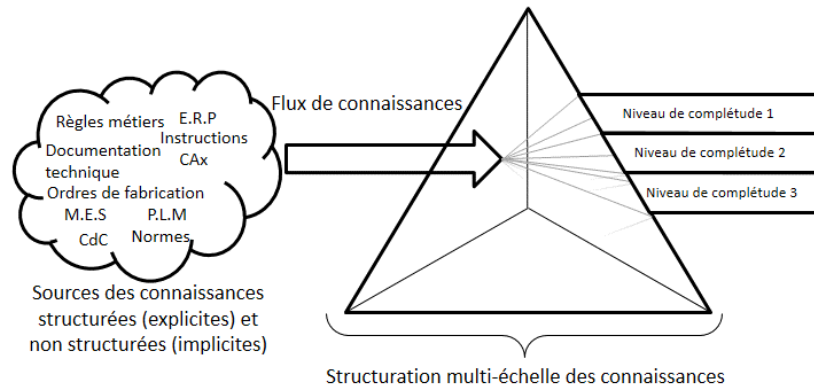 Flux de connaissances
Règles métiers
E.R.P
Instructions
Documentation
technique
CAx
Ordres de fabrication
M.E.S
P.L.M
CdC
Normes
Niveau de complétude 1
Niveau de complétude 2
Niveau de complétude 3
Sources des connaissances
structurées (explicites) et
non structurées (implicites)
Structuration multi-échelle des connaissances